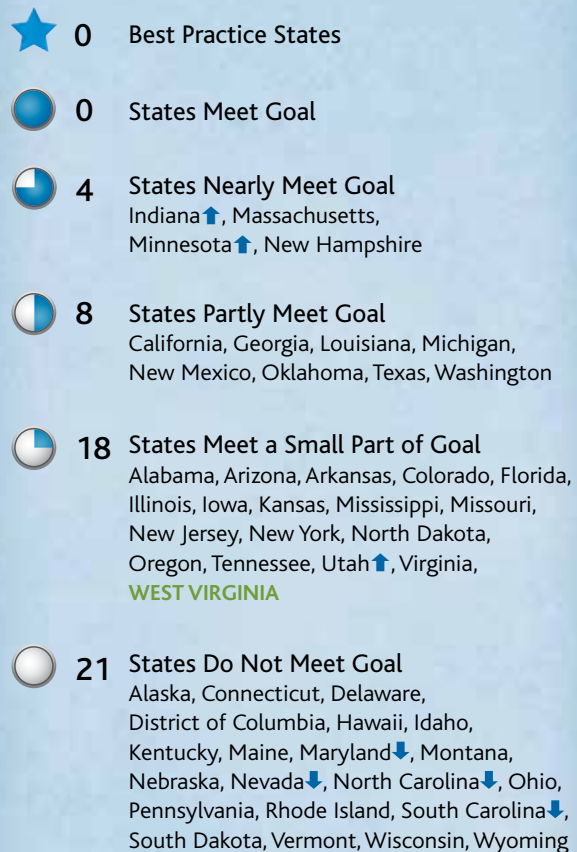 0 Best Practice States
0 States Meet Goal
4 States Nearly Meet Goal
Indiana⬆, Massachusetts,
Minnesota⬆, New Hampshire
8 States Partly Meet Goal
California, Georgia, Louisiana, Michigan,
New Mexico, Oklahoma, Texas, Washington
18 States Meet a Small Part of Goal
Alabama, Arizona, Arkansas, Colorado, Florida,
Illinois, Iowa, Kansas, Mississippi, Missouri,
New Jersey, New York, North Dakota,
Oregon, Tennessee, Utah⬆, Virginia,
WEST VIRGINIA
21 States Do Not Meet Goal
Alaska, Connecticut, Delaware,
District of Columbia, Hawaii, Idaho,
Kentucky, Maine, Maryland⬇, Montana,
Nebraska, Nevada⬇, North Carolina⬇, Ohio,
Pennsylvania, Rhode Island, South Carolina⬇,
South Dakota, Vermont, Wisconsin, Wyoming